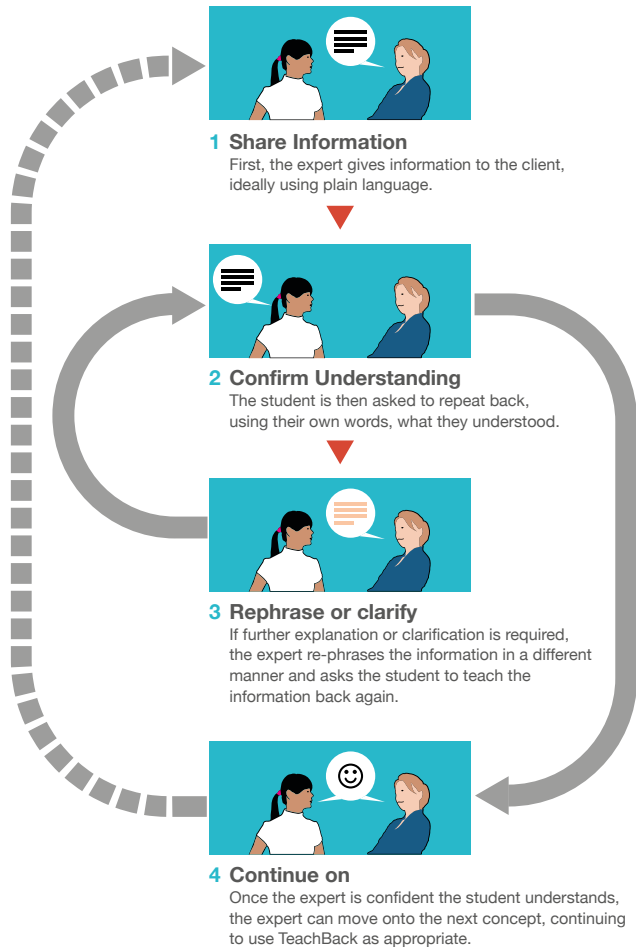 1 Share Information
First, the expert gives information to the client,
ideally using plain language.
2 Confirm Understanding
The student is then asked to repeat back,
using their own words, what they understood.
3 Rephrase or clarify
If further explanation or clarification is required,
the expert re-phrases the information in a different
manner and asks the student to teach the
information back again.
4 Continue on
Once the expert is confident the student understands,
the expert can move onto the next concept, continuing
to use TeachBack as appropriate.